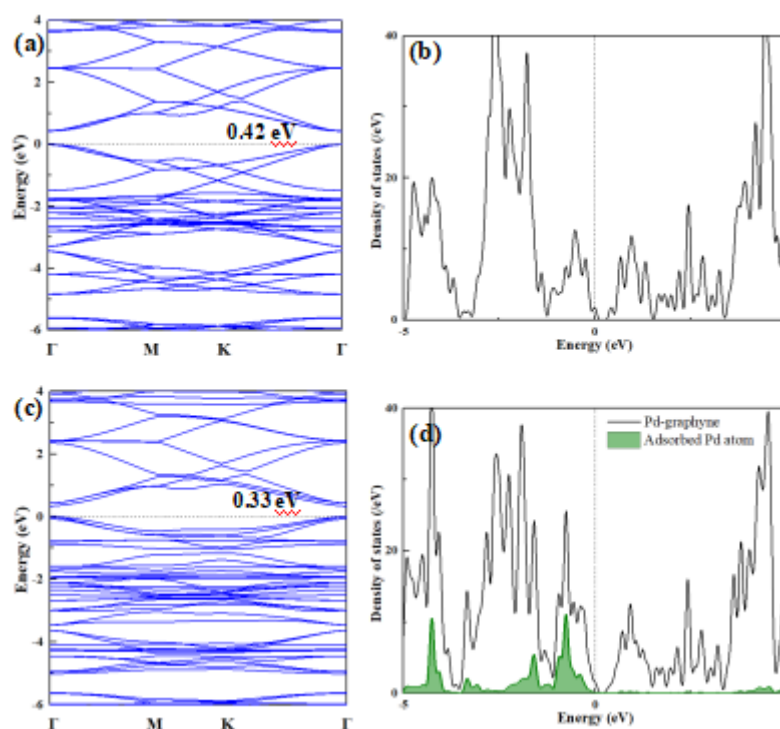 (a)
4
2
0
-2
-4
-6
Energy (eV)
0.42 eV
Γ M K Γ
(b)
40
20
0
Density of states (/eV)
-5 0
Energy (eV)
(c)
4
2
0
-2
-4
-6
Energy (eV)
0.33 eV
Γ M K Γ
(d)
40
20
0
Density of states (/eV)
Pd-graphyne
Adsorbed Pd atom
-5 0
Energy (eV)